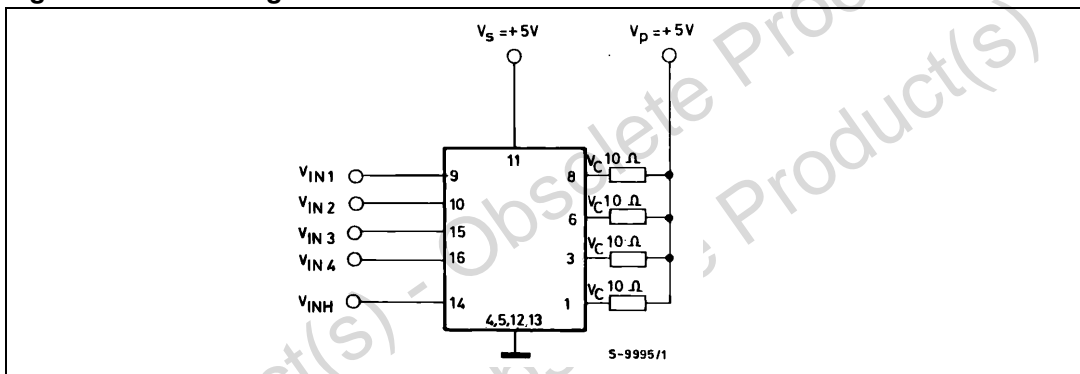 V_S =+5V
V_p =+5V
11
V_IN 1
9
V_C 10 Ω
8
V_IN 2
10
V_C 10 Ω
6
V_IN 3
15
V_C 10 Ω
3
V_IN 4
16
V_INH
14
V_C 10 Ω
1
4,5,12,13
S-9995/1
Obsolete Product(s)